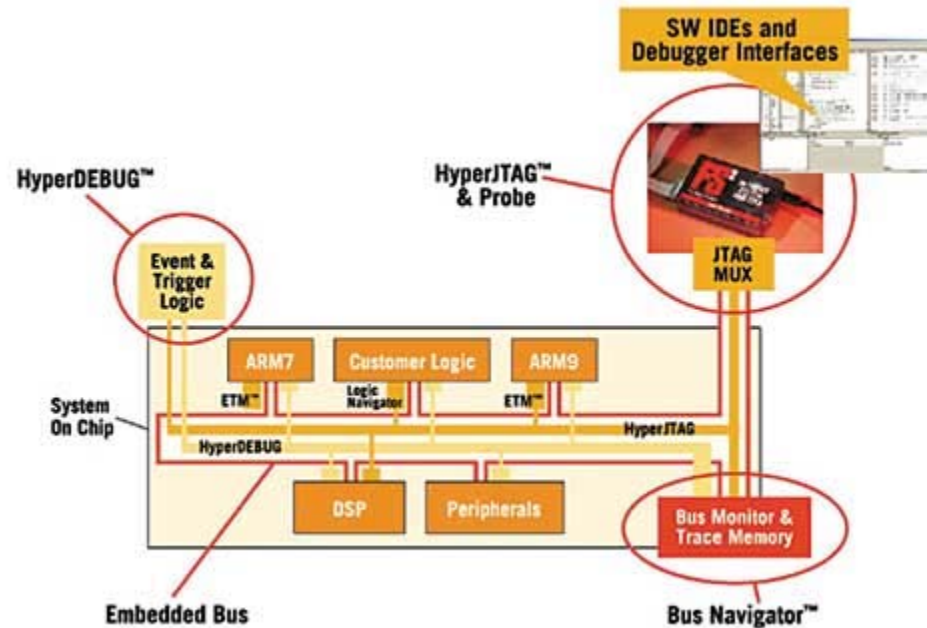 SW IDEs and
Debugger Interfaces
HyperDEBUG™
HyperJTAG™
& Probe
FS²
Event &
Trigger
Logic
JTAG
MUX
ARM7
Customer Logic
ARM9
ETM™
Logic
Navigator
ETM™
System
On Chip
HyperJTAG
HyperDEBUG
DSP
Peripherals
Bus Monitor &
Trace Memory
Embedded Bus
Bus Navigator™